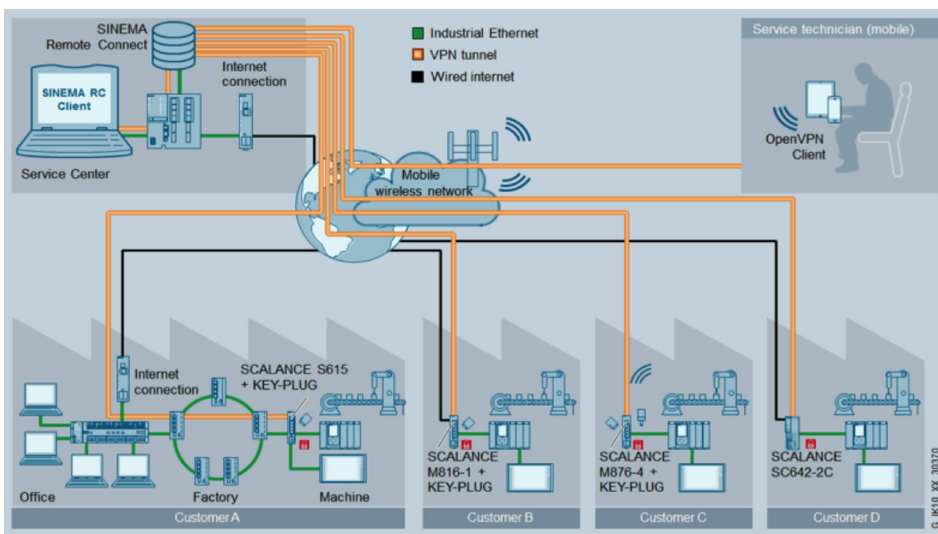 SINEMA
Remote Connect
Internet
connection
SINEMA RC
Client
Service Center
Industrial Ethernet
VPN tunnel
Wired internet
Service technician (mobile)
OpenVPN
Client
Mobile
wireless network
Internet
connection
SCALANCE S615
+ KEY-PLUG
Office
Factory
Machine
Customer A
SCALANCE
M816-1 +
KEY-PLUG
Customer B
SCALANCE
M876-4 +
KEY-PLUG
Customer C
SCALANCE
SC642-2C
Customer D
G_IK10_XX_30370